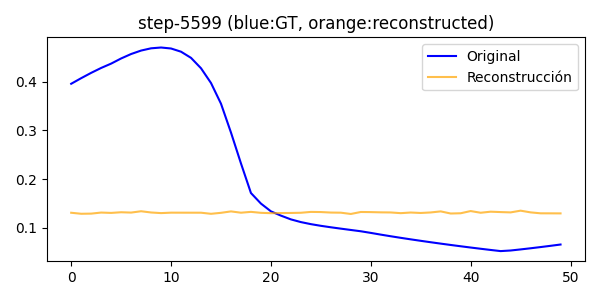 step-5599 (blue:GT, orange:reconstructed)
Original
Reconstrucción
0.4
0.3
0.2
0.1
0 10 20 30 40 50